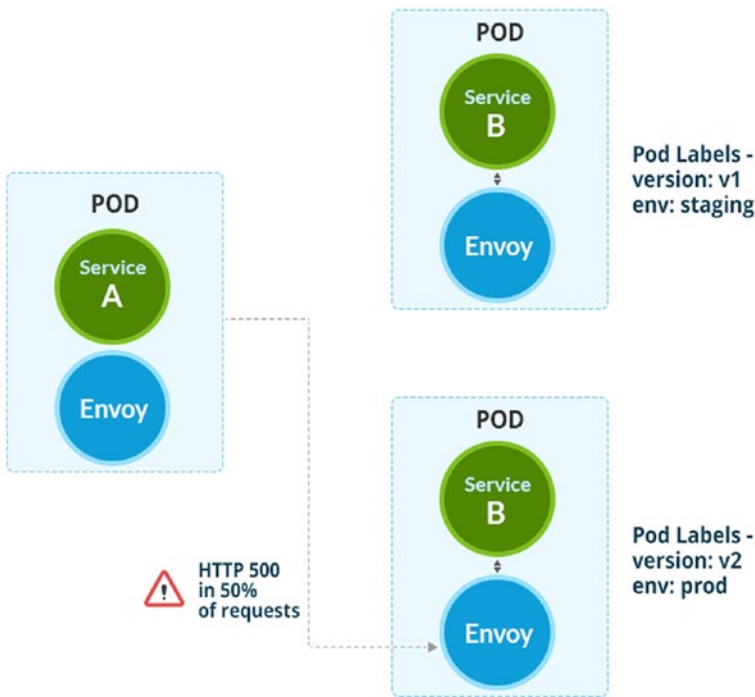 POD
Service
A
Envoy
POD
Service
B
Envoy
Pod Labels -
version: v1
env: staging
POD
Service
B
Envoy
Pod Labels -
version: v2
env: prod
HTTP 500
in 50%
of requests